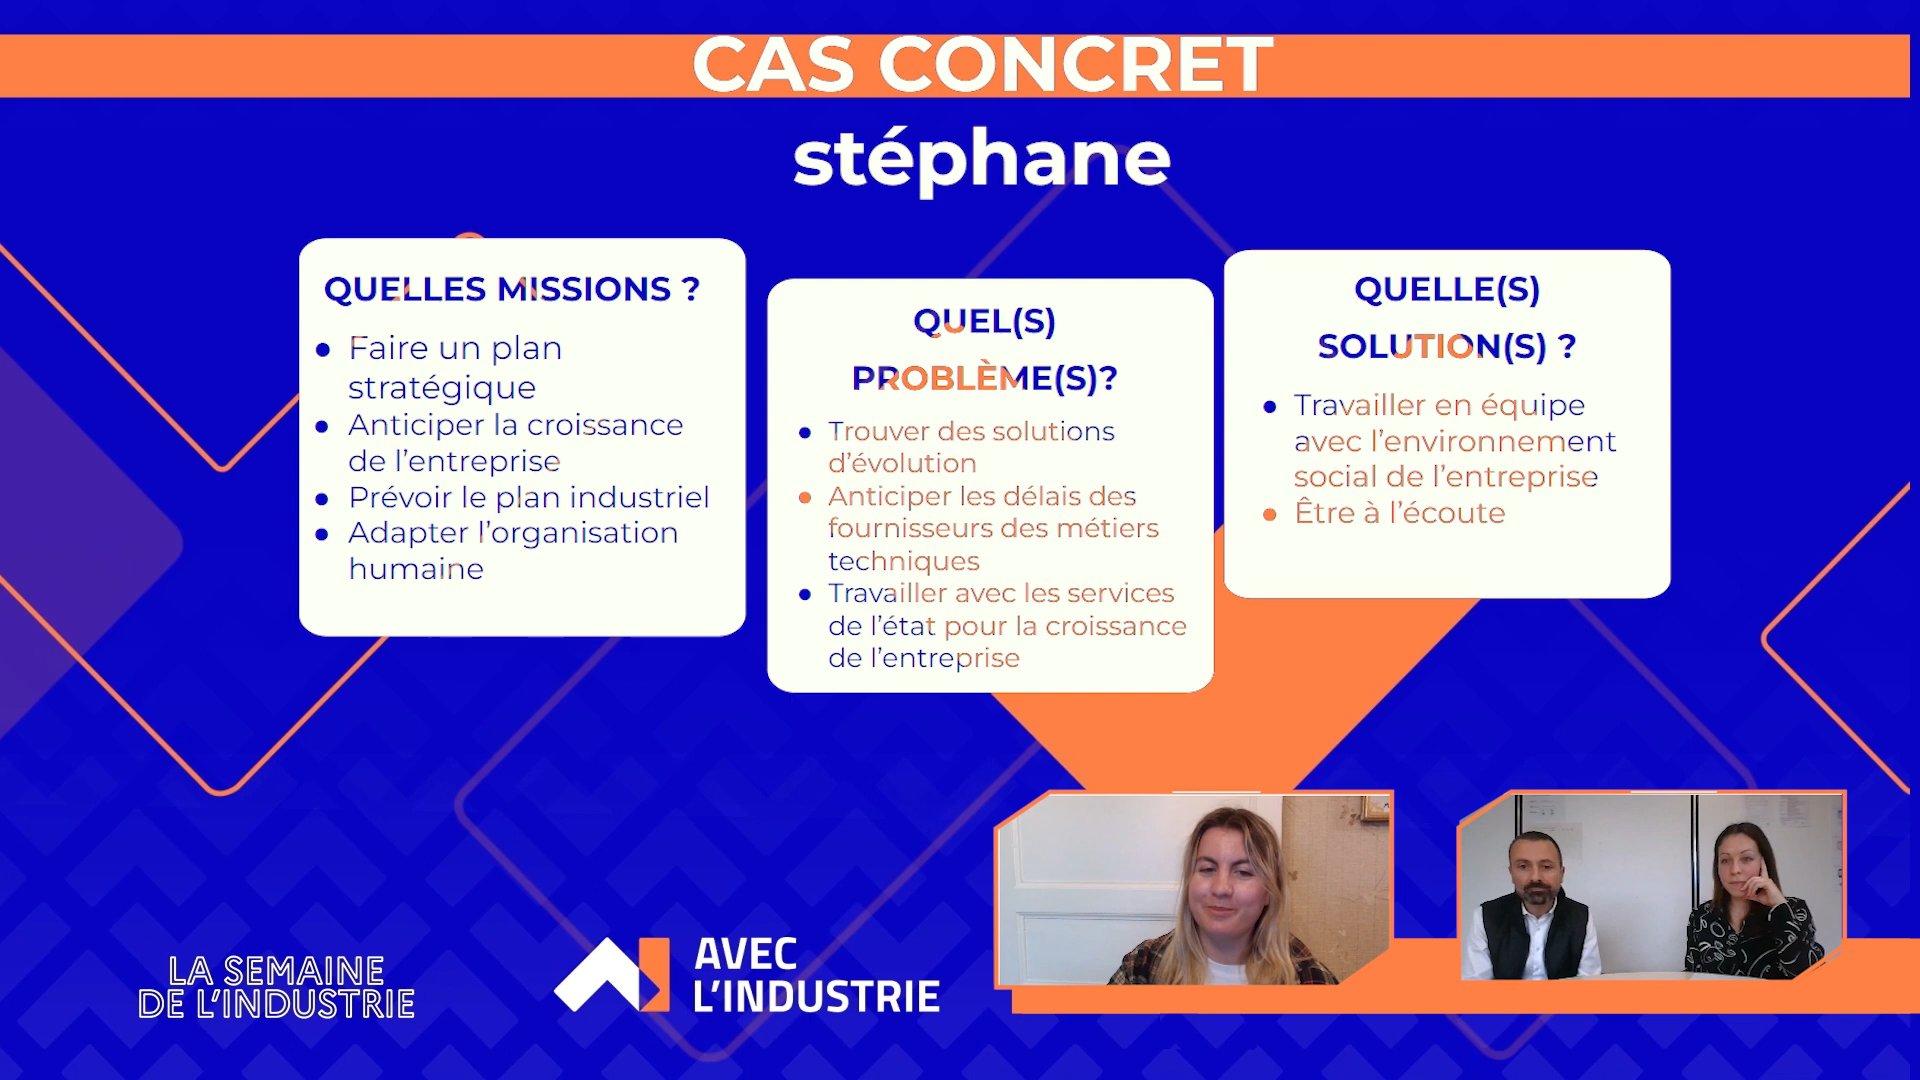 CAS CONCRET
stéphane
QUELLES MISSIONS ?
● Faire un plan
stratégique
● Anticiper la croissance
de l'entreprise
● Prévoir le plan industriel
● Adapter l'organisation
humaine
QUEL(S)
PROBLÈME(S)?
● Trouver des solutions
d'évolution
● Anticiper les délais des
fournisseurs des métiers
techniques
● Travailler avec les services
de l'état pour la croissance
de l'entreprise
QUELLE(S)
SOLUTION(S) ?
● Travailler en équipe
avec l'environnement
social de l'entreprise
● Être à l'écoute
LA SEMAINE
DE L'INDUSTRIE
AVEC
L'INDUSTRIE